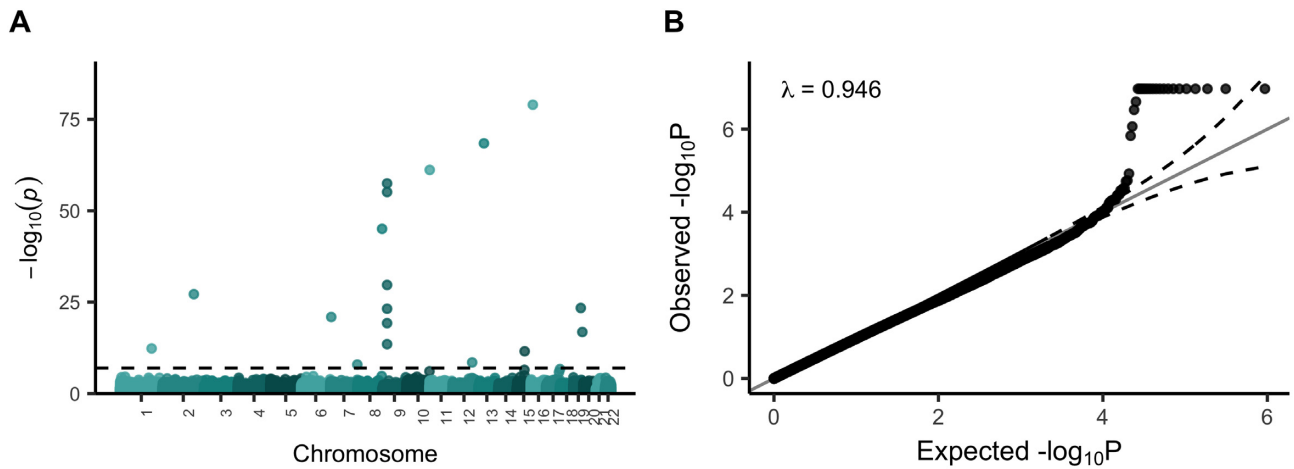 A
−log₁₀(p)
75
50
25
0
1 2 3 4 5 6 7 8 9 10 11 12 13 14 15 16 17 18 19 20 21 22
Chromosome
B
λ = 0.946
Observed -log₁₀P
6
4
2
0
0 2 4 6
Expected -log₁₀P